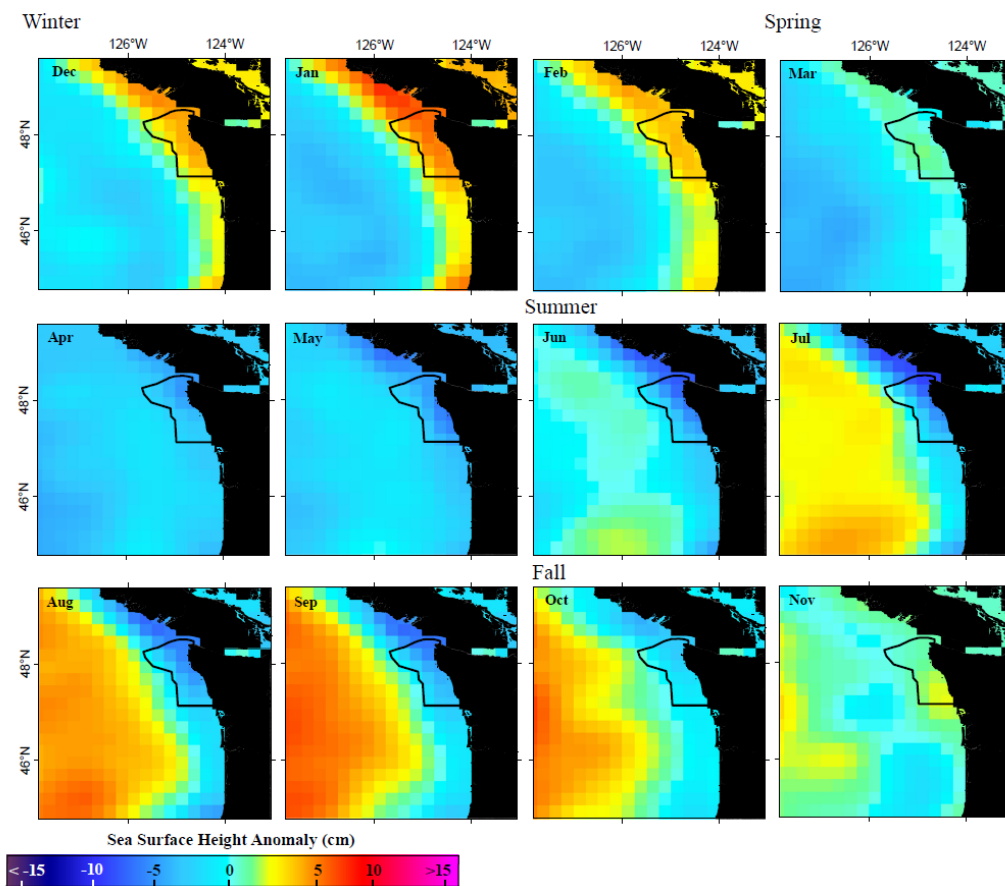 Winter
Spring
126°W 124°W 126°W 124°W 126°W 124°W 126°W 124°W
Dec Jan Feb Mar
48°N
46°N
Summer
Apr May Jun Jul
48°N
46°N
Fall
Aug Sep Oct Nov
48°N
46°N
Sea Surface Height Anomaly (cm)
< -15 -10 -5 0 5 10 >15